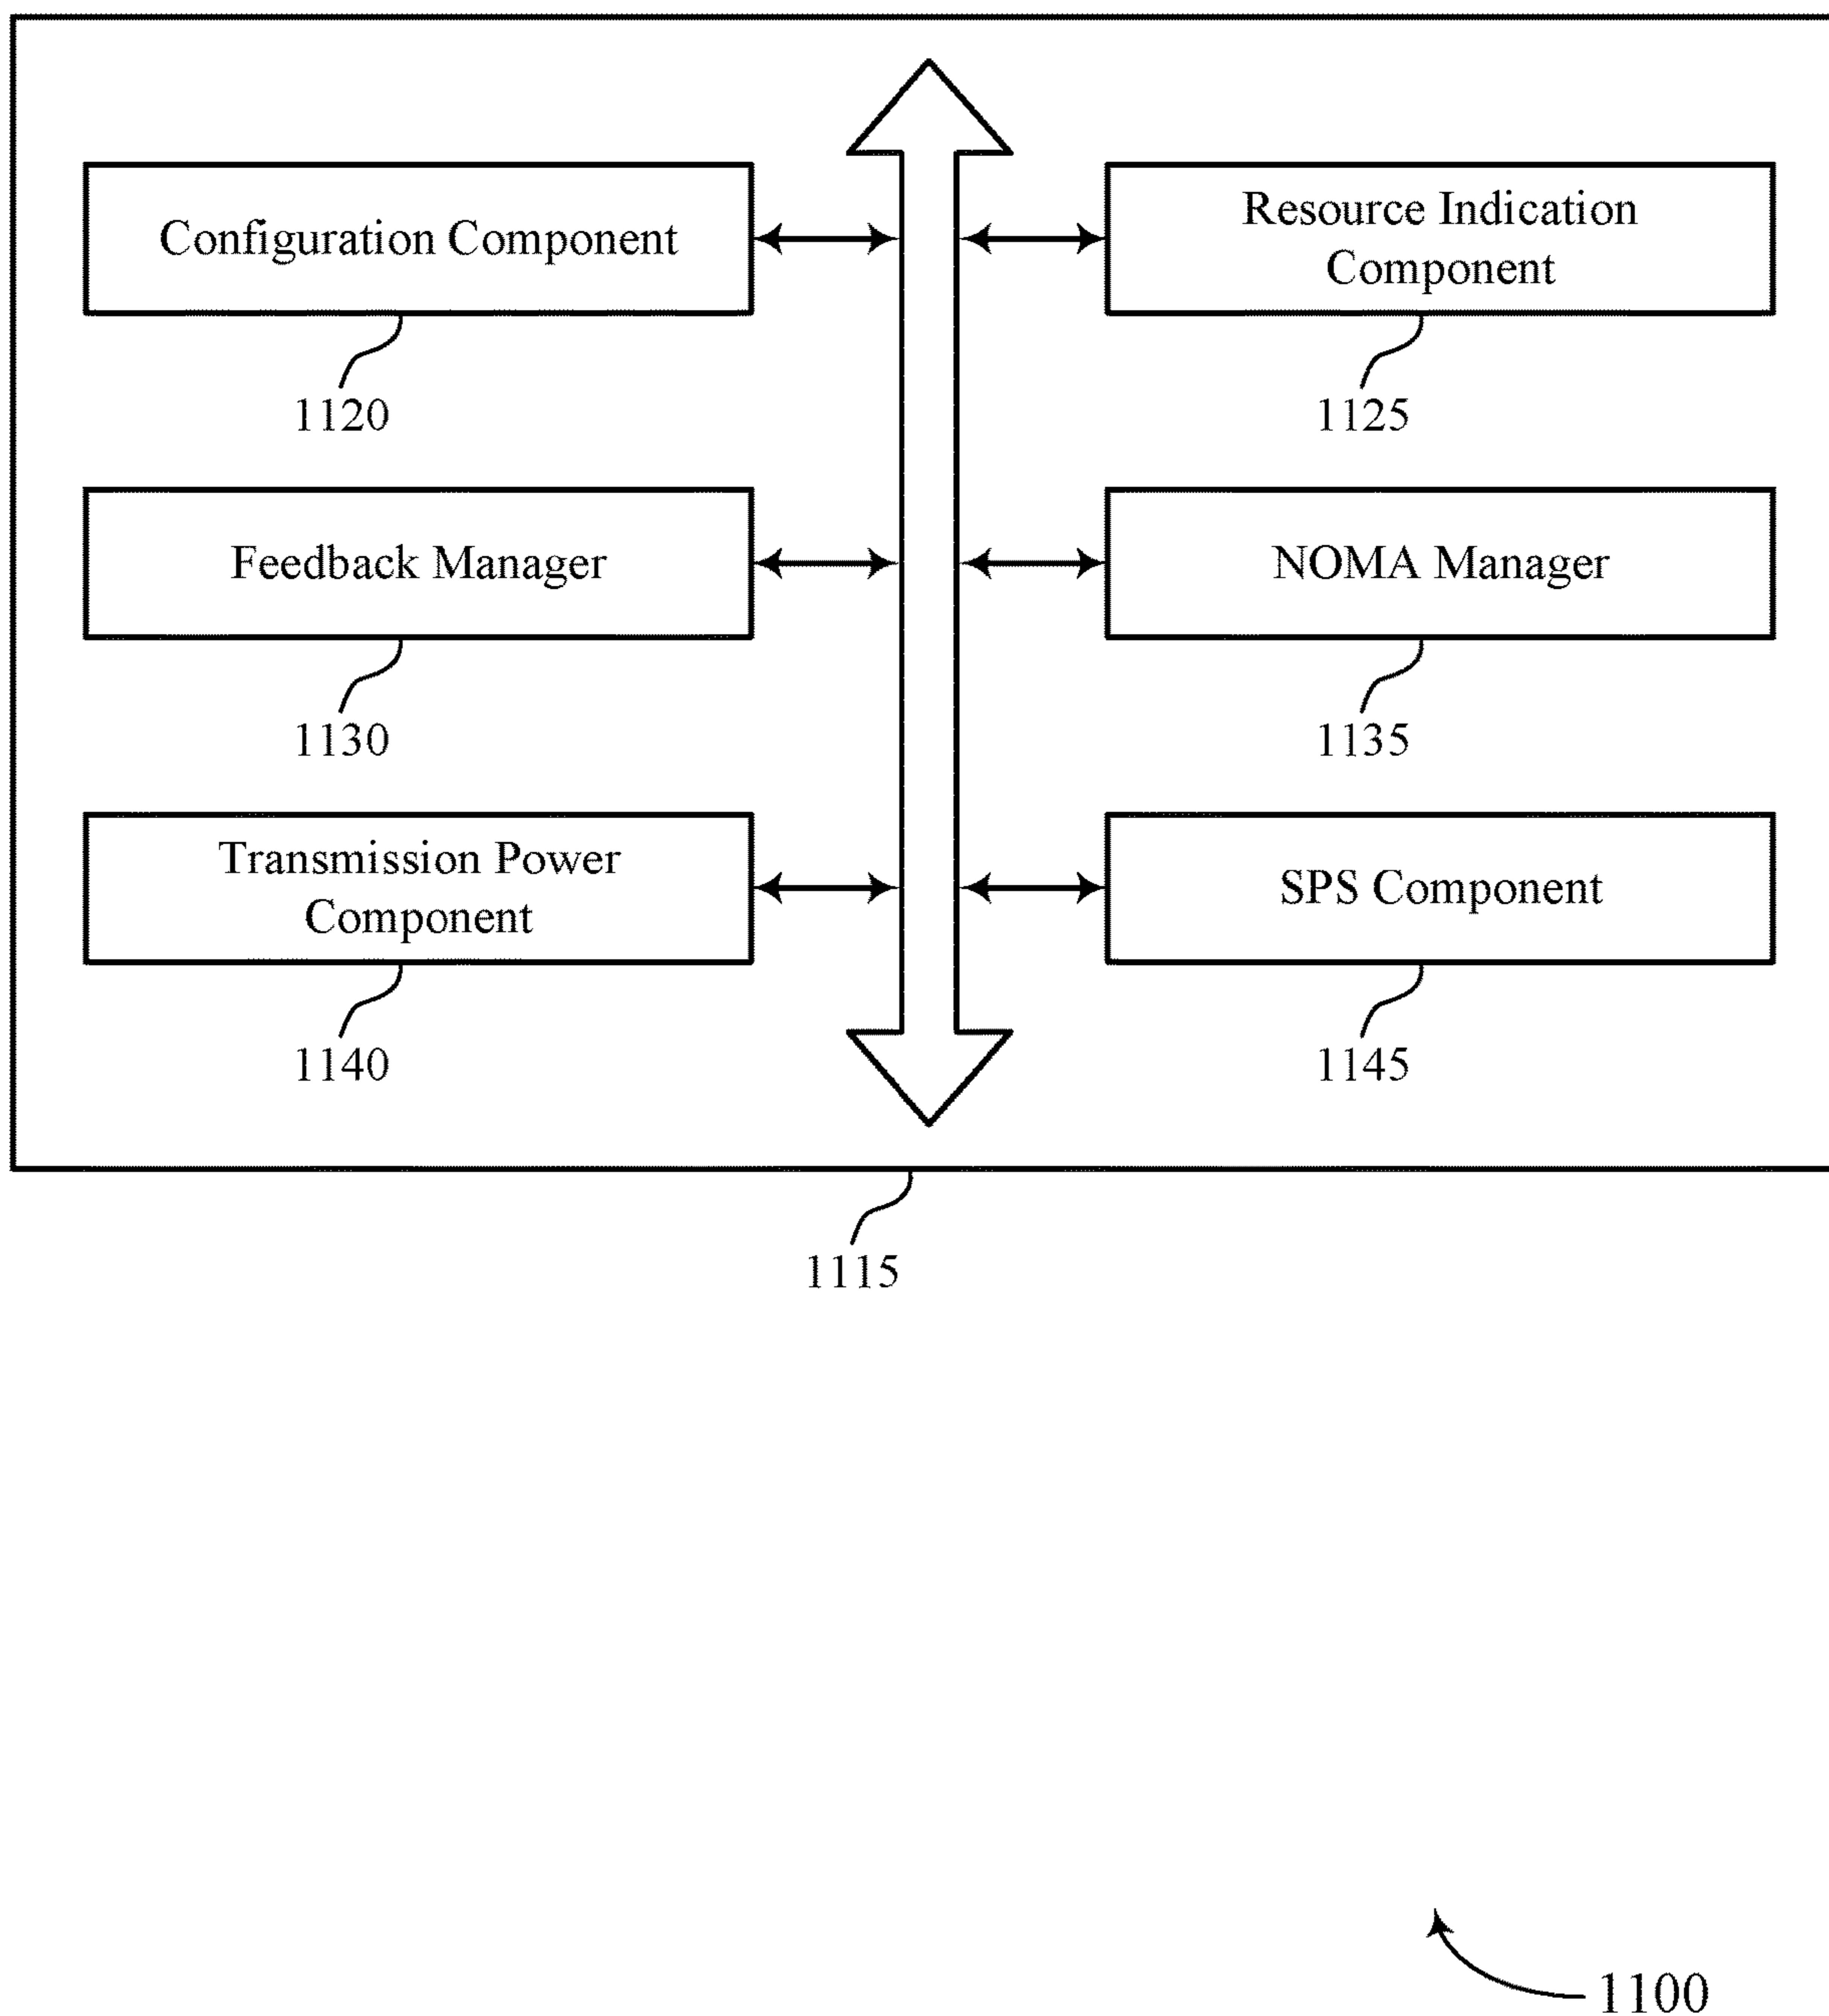 Configuration Component
Resource Indication
Component
1120
1125
Feedback Manager
NOMA Manager
1130
1135
Transmission Power
Component
SPS Component
1140
1145
1115
1100